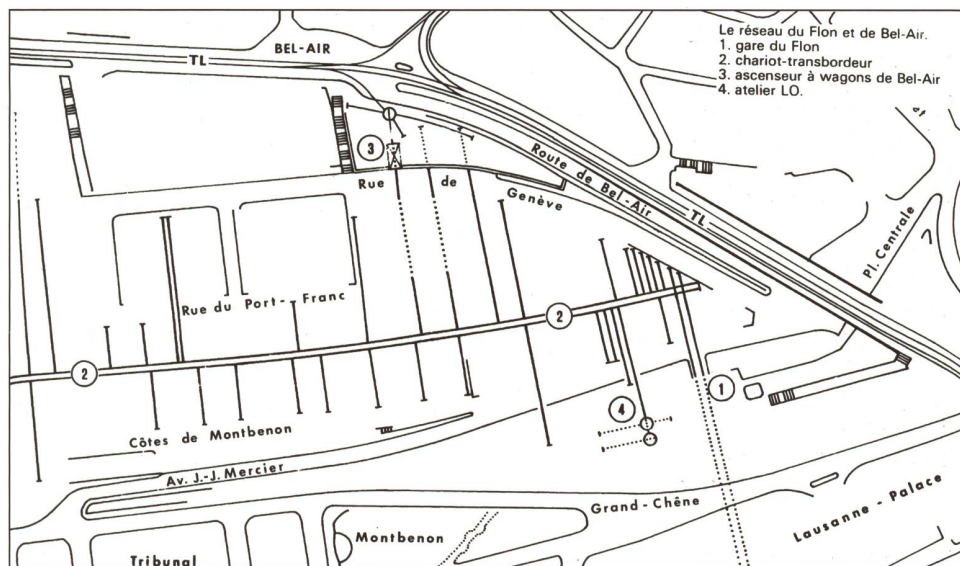 Le réseau du Flon et de Bel-Air.
1. gare du Flon
2. chariot-transbordeur
3. ascenseur à wagons de Bel-Air
4. atelier LO.
BEL-AIR
TL
3
Rue de Genève
Route de Bel-Air
TL
Pl. Centrale
Rue du Port-Franc
2
2
1
4
Côtes de Montbenon
Av. J.-J. Mercier
Grand-Chêne
Lausanne-Palace
Montbenon
Tribunal